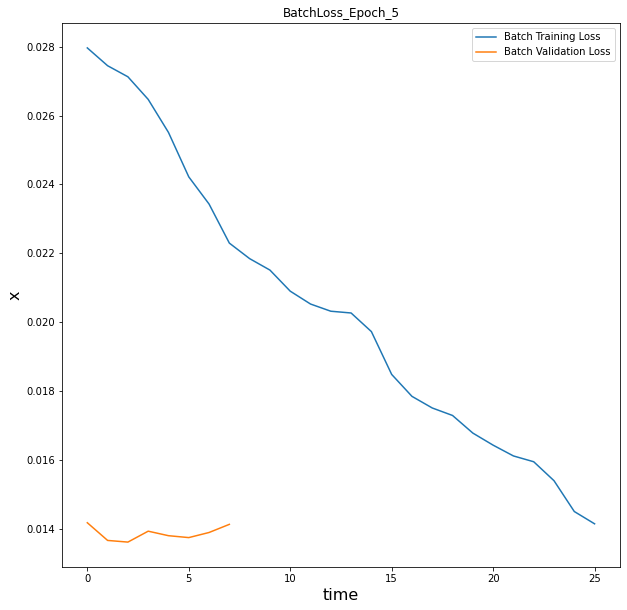 BatchLoss_Epoch_5
Batch Training Loss
Batch Validation Loss
0.028
0.026
0.024
0.022
0.020
0.018
0.016
0.014
x
0 5 10 15 20 25
time